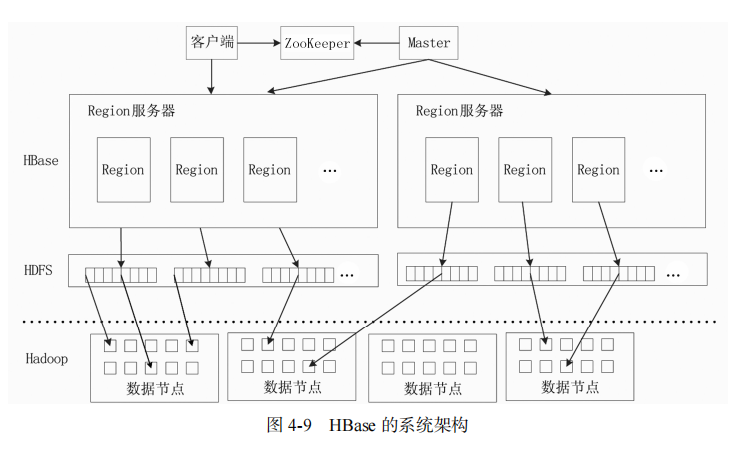 客户端
ZooKeeper
Master
Region服务器
Region服务器
HBase
Region
Region
Region
...
Region
Region
Region
...
HDFS
...
...
Hadoop
数据节点
数据节点
数据节点
数据节点
图 4-9 HBase 的系统架构